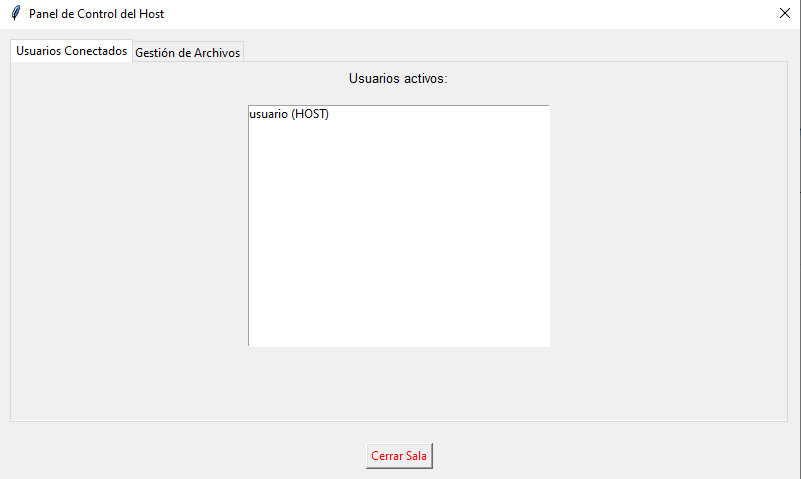 Panel de Control del Host
Usuarios Conectados
Gestión de Archivos
Usuarios activos:
usuario (HOST)
Cerrar Sala